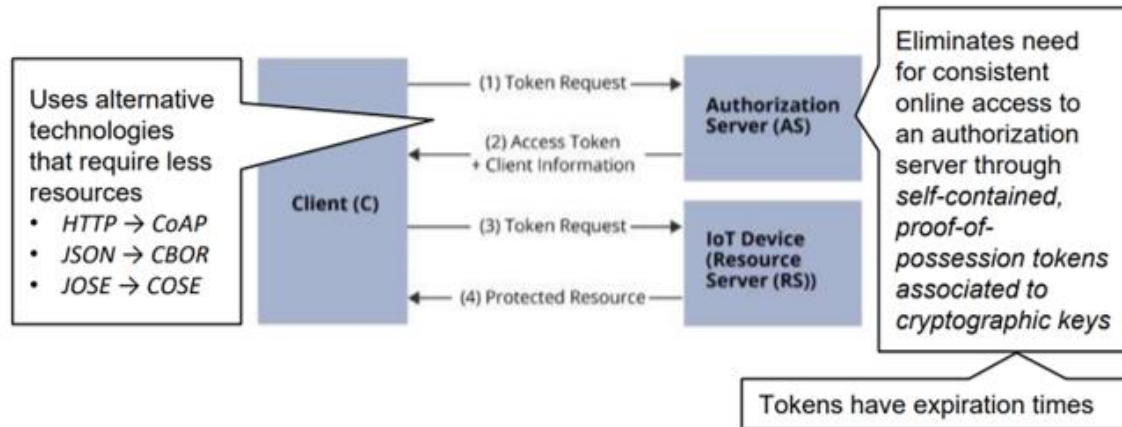 Uses alternative
technologies
that require less
resources
• HTTP → CoAP
• JSON → CBOR
• JOSE → COSE
Client (C)
(1) Token Request
(2) Access Token
+ Client Information
(3) Token Request
(4) Protected Resource
Authorization
Server (AS)
IoT Device
(Resource
Server (RS))
Eliminates need
for consistent
online access to
an authorization
server through
self-contained,
proof-of-
possession tokens
associated to
cryptographic keys
Tokens have expiration times